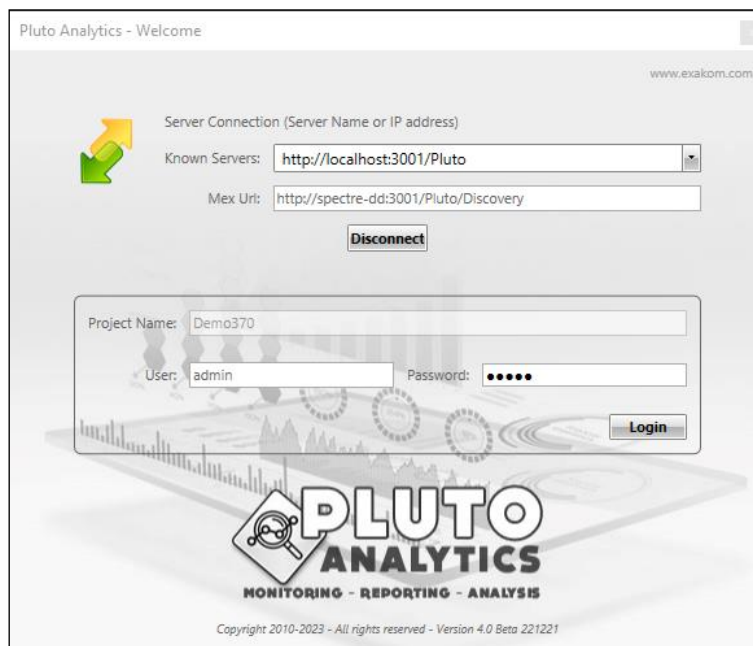 Pluto Analytics - Welcome
www.exakom.com
Server Connection (Server Name or IP address)
Known Servers: http://localhost:3001/Pluto
Mex Url: http://spectre-dd:3001/Pluto/Discovery
Disconnect
Project Name: Demo370
User: admin Password: ●●●●●
Login
PLUTO
ANALYTICS
MONITORING - REPORTING - ANALYSIS
Copyright 2010-2023 - All rights reserved - Version 4.0 Beta 221221